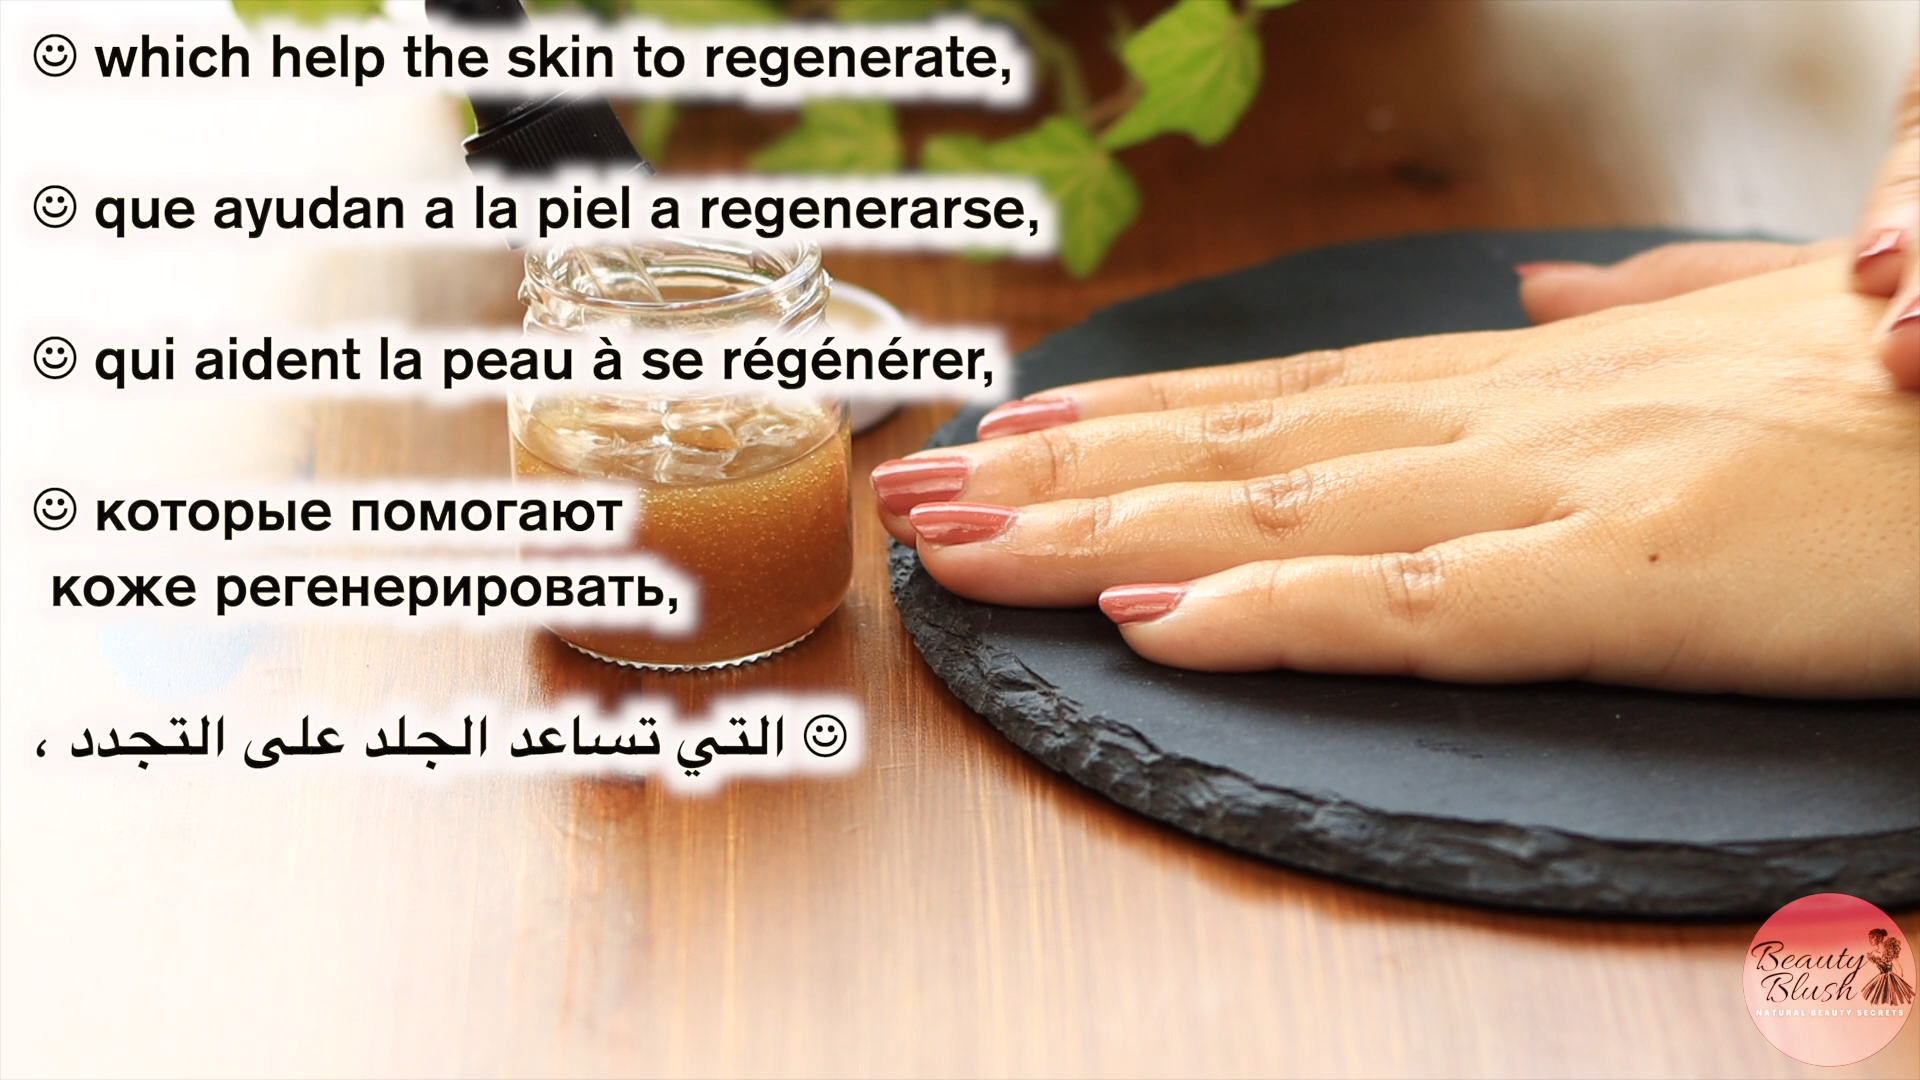 ☺ which help the skin to regenerate,
☺ que ayudan a la piel a regenerarse,
☺ qui aident la peau à se régénérer,
☺ которые помогают
коже регенерировать,
☺ التي تساعد الجلد على التجدد ،
Beauty
Blush
NATURAL BEAUTY SECRETS